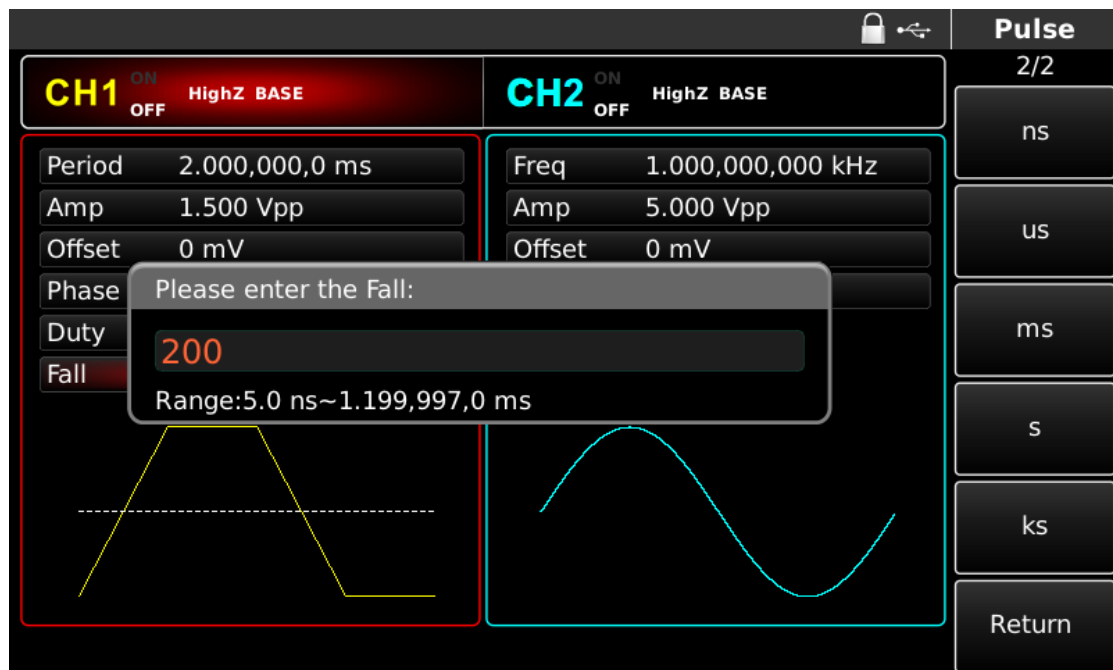 Pulse
2/2
CH1 ON OFF HighZ BASE
CH2 ON OFF HighZ BASE
Period 2.000,000,0 ms
Amp 1.500 Vpp
Offset 0 mV
Phase
Duty
Fall
Freq 1.000,000,000 kHz
Amp 5.000 Vpp
Offset 0 mV
Please enter the Fall:
200
Range:5.0 ns~1.199,997,0 ms
ns
us
ms
s
ks
Return